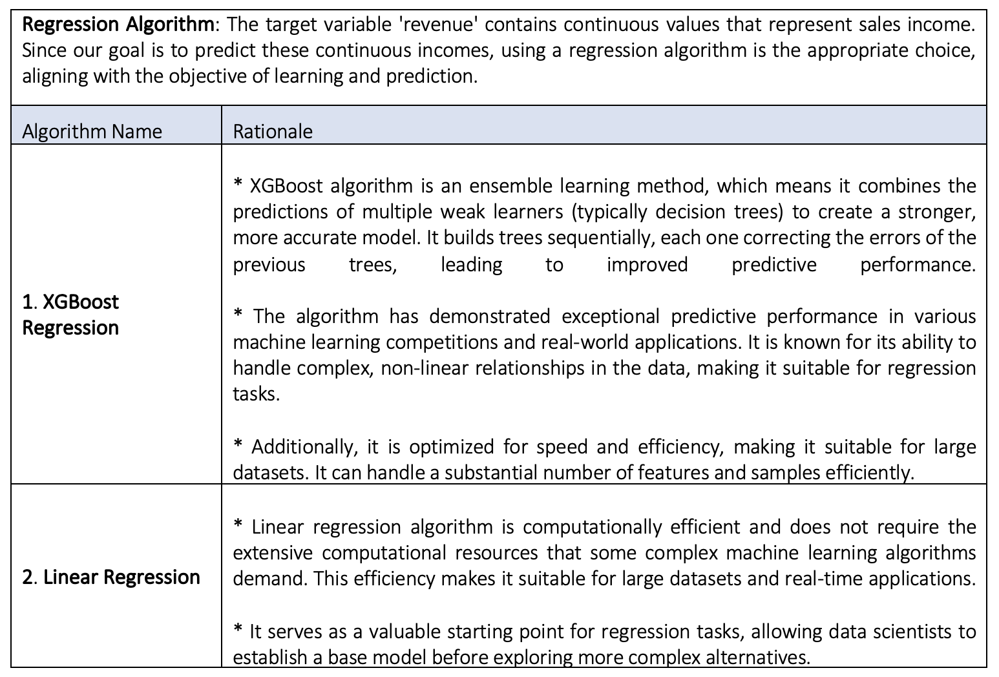 Regression Algorithm: The target variable 'revenue' contains continuous values that represent sales income.
Since our goal is to predict these continuous incomes, using a regression algorithm is the appropriate choice,
aligning with the objective of learning and prediction.
Algorithm Name
Rationale
1. XGBoost
Regression
* XGBoost algorithm is an ensemble learning method, which means it combines the
predictions of multiple weak learners (typically decision trees) to create a stronger,
more accurate model. It builds trees sequentially, each one correcting the errors of the
previous trees, leading to improved predictive performance.
* The algorithm has demonstrated exceptional predictive performance in various
machine learning competitions and real-world applications. It is known for its ability to
handle complex, non-linear relationships in the data, making it suitable for regression
tasks.
* Additionally, it is optimized for speed and efficiency, making it suitable for large
datasets. It can handle a substantial number of features and samples efficiently.
2. Linear Regression
* Linear regression algorithm is computationally efficient and does not require the
extensive computational resources that some complex machine learning algorithms
demand. This efficiency makes it suitable for large datasets and real-time applications.
* It serves as a valuable starting point for regression tasks, allowing data scientists to
establish a base model before exploring more complex alternatives.